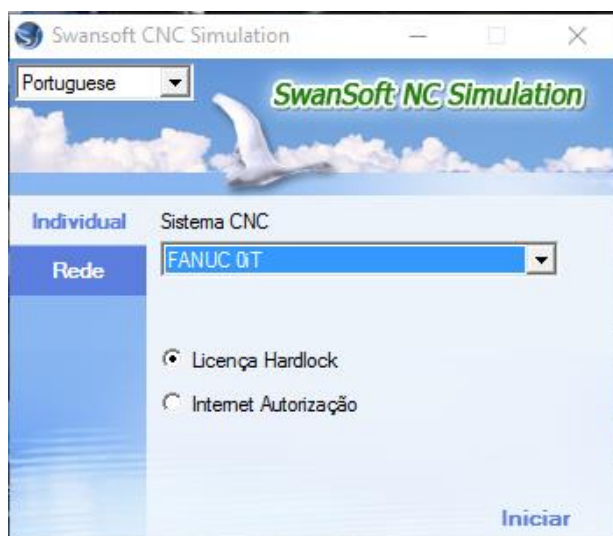 Swansoft CNC Simulation
Portuguese
SwanSoft NC Simulation
Individual
Sistema CNC
Rede
FANUC 0iT
Licença Hardlock
Internet Autorização
Iniciar